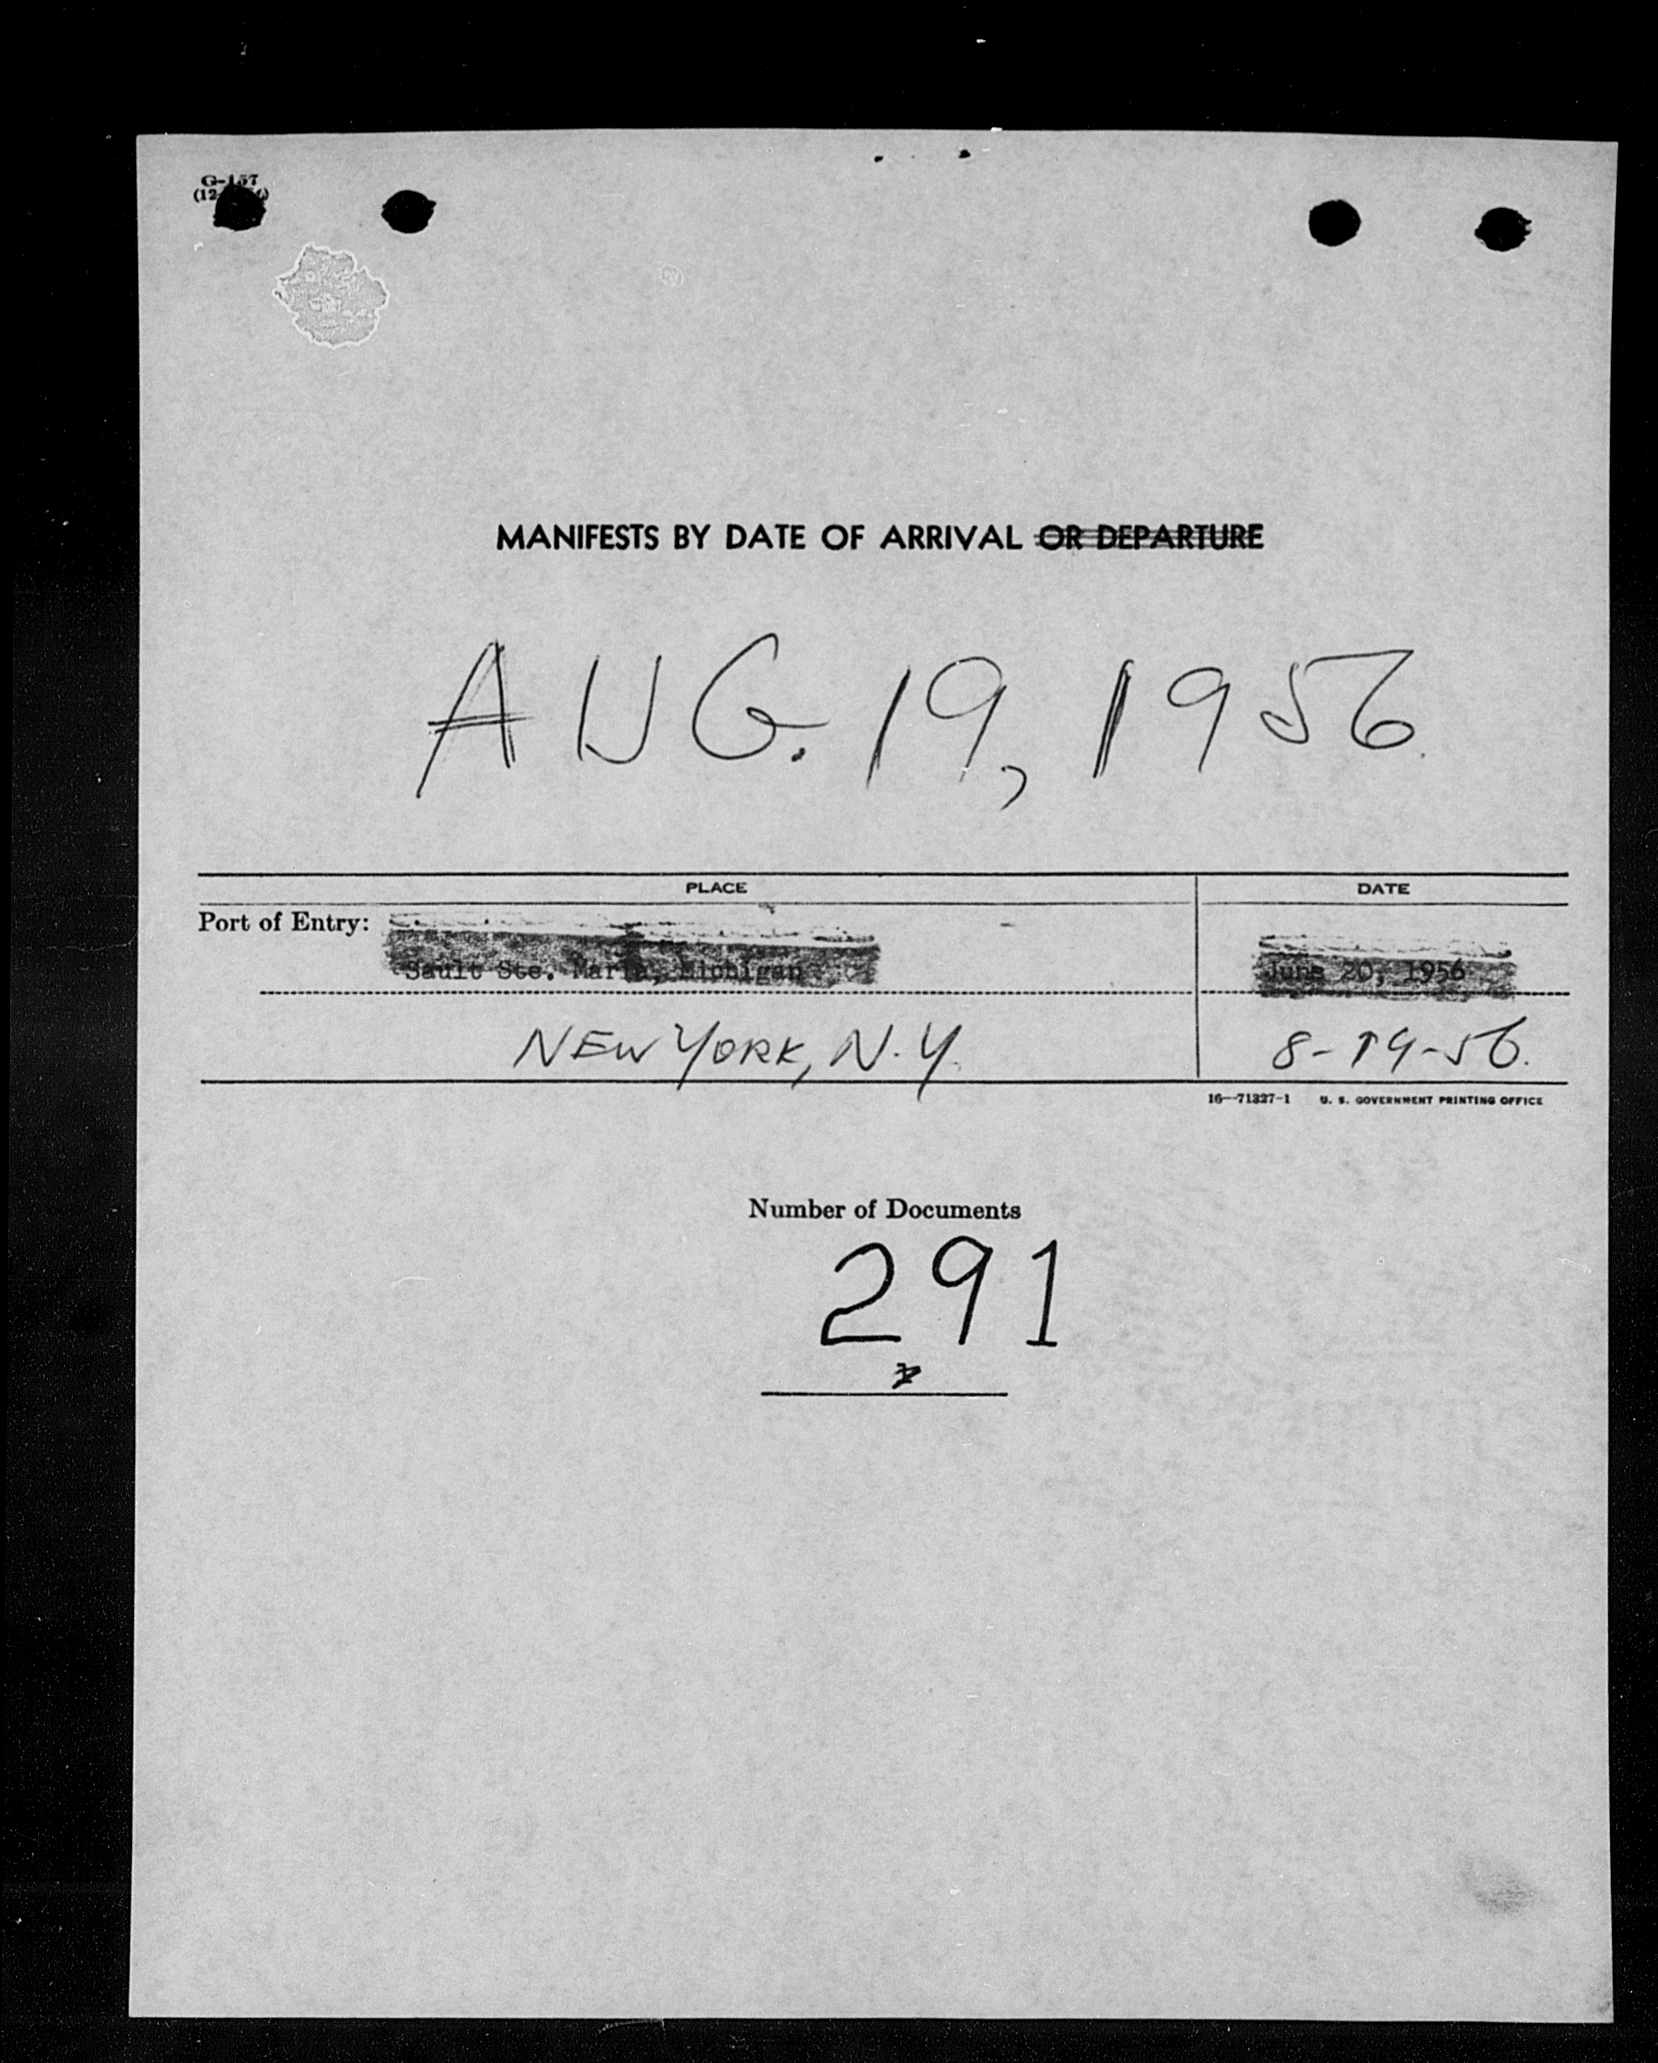 G-157
MANIFESTS BY DATE OF ARRIVAL OR DEPARTURE
AUG. 19, 1956
PLACE DATE
Port of Entry:
Sault Ste. Marie, Michigan June 20, 1956
NEW YORK, N.Y. 8-19-56.
16—71327-1 U. S. GOVERNMENT PRINTING OFFICE
Number of Documents
291